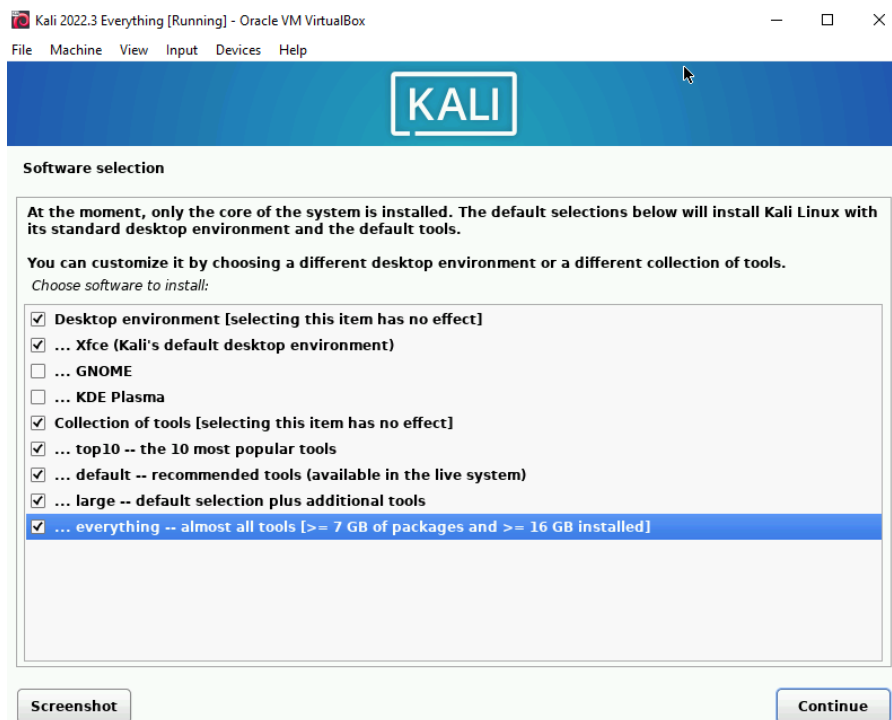 Kali 2022.3 Everything [Running] - Oracle VM VirtualBox
File Machine View Input Devices Help
KALI
Software selection
At the moment, only the core of the system is installed. The default selections below will install Kali Linux with
its standard desktop environment and the default tools.
You can customize it by choosing a different desktop environment or a different collection of tools.
Choose software to install:
Desktop environment [selecting this item has no effect]
... Xfce (Kali's default desktop environment)
... GNOME
... KDE Plasma
Collection of tools [selecting this item has no effect]
... top10 -- the 10 most popular tools
... default -- recommended tools (available in the live system)
... large -- default selection plus additional tools
... everything -- almost all tools [>= 7 GB of packages and >= 16 GB installed]
Screenshot Continue